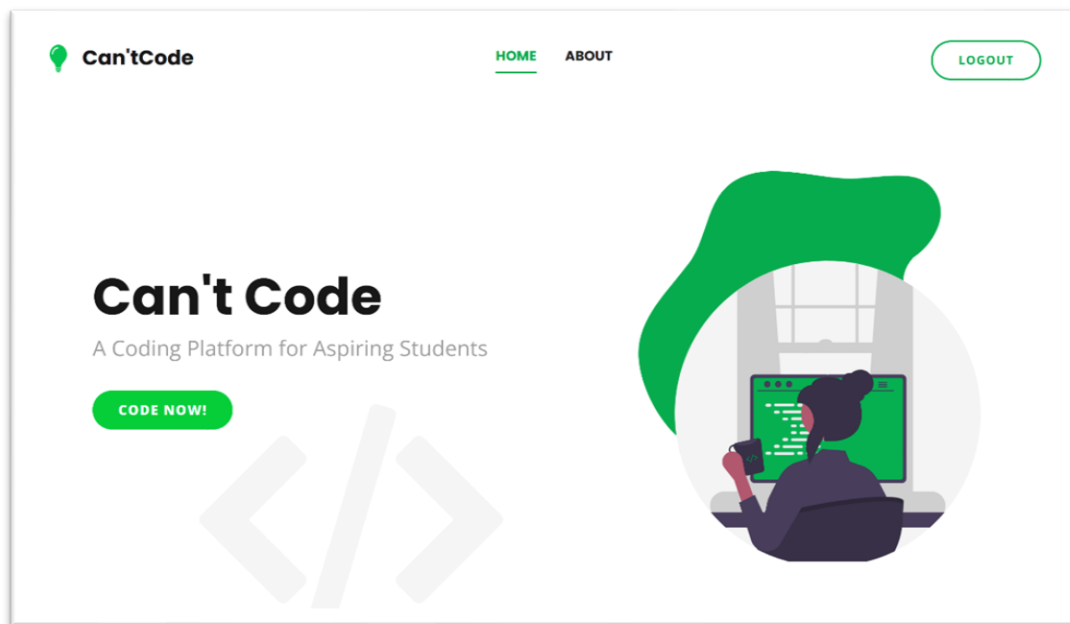 Can'tCode
HOME ABOUT
LOGOUT
Can't Code
A Coding Platform for Aspiring Students
CODE NOW!
</>